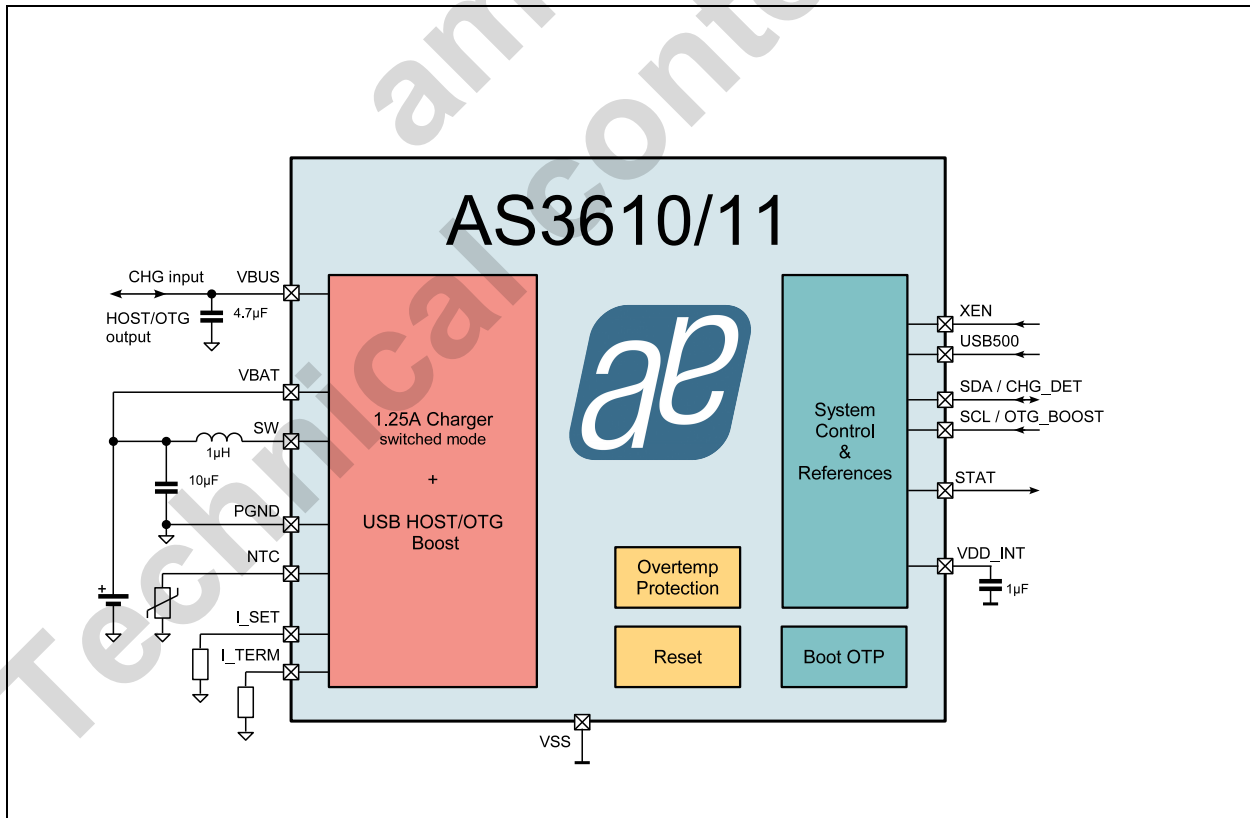 am
Technical conte
AS3610/11
CHG input
VBUS
4.7µF
HOST/OTG
output
VBAT
SW
1µH
10µF
PGND
NTC
+
I_SET
I_TERM
1.25A Charger
switched mode
+
USB HOST/OTG
Boost
ae
Overtemp
Protection
Reset
System
Control
&
References
Boot OTP
XEN
USB500
SDA / CHG_DET
SCL / OTG_BOOST
STAT
VDD_INT
1µF
VSS